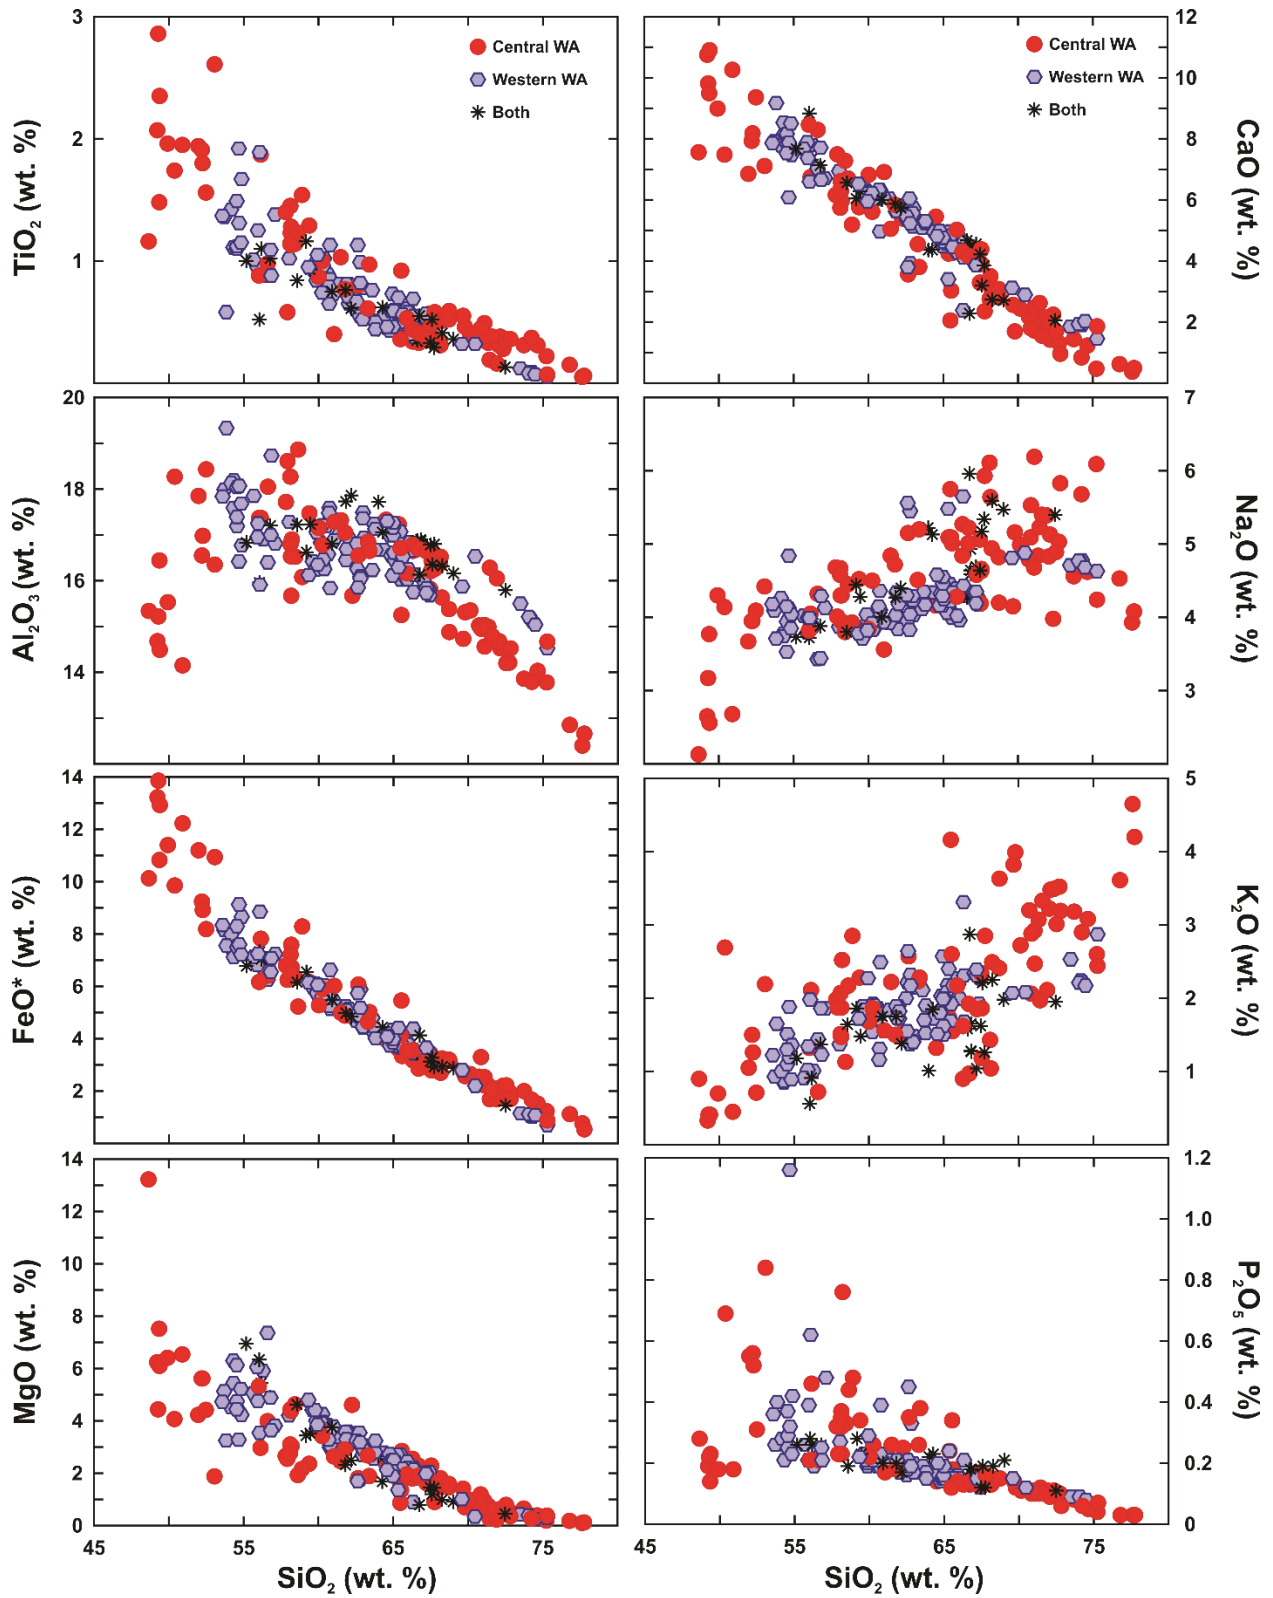 3
2
1
TiO₂ (wt. %)
Central WA
Western WA
Both
12
10
8
6
4
2
CaO (wt. %)
Central WA
Western WA
Both
20
18
16
14
Al₂O₃ (wt. %)
7
6
5
4
3
Na₂O (wt. %)
14
12
10
8
6
4
2
FeO* (wt. %)
5
4
3
2
1
K₂O (wt. %)
14
12
10
8
6
4
2
0
MgO (wt. %)
1.2
1.0
0.8
0.6
0.4
0.2
0
P₂O₅ (wt. %)
45 55 65 75
SiO₂ (wt. %)
45 55 65 75
SiO₂ (wt. %)